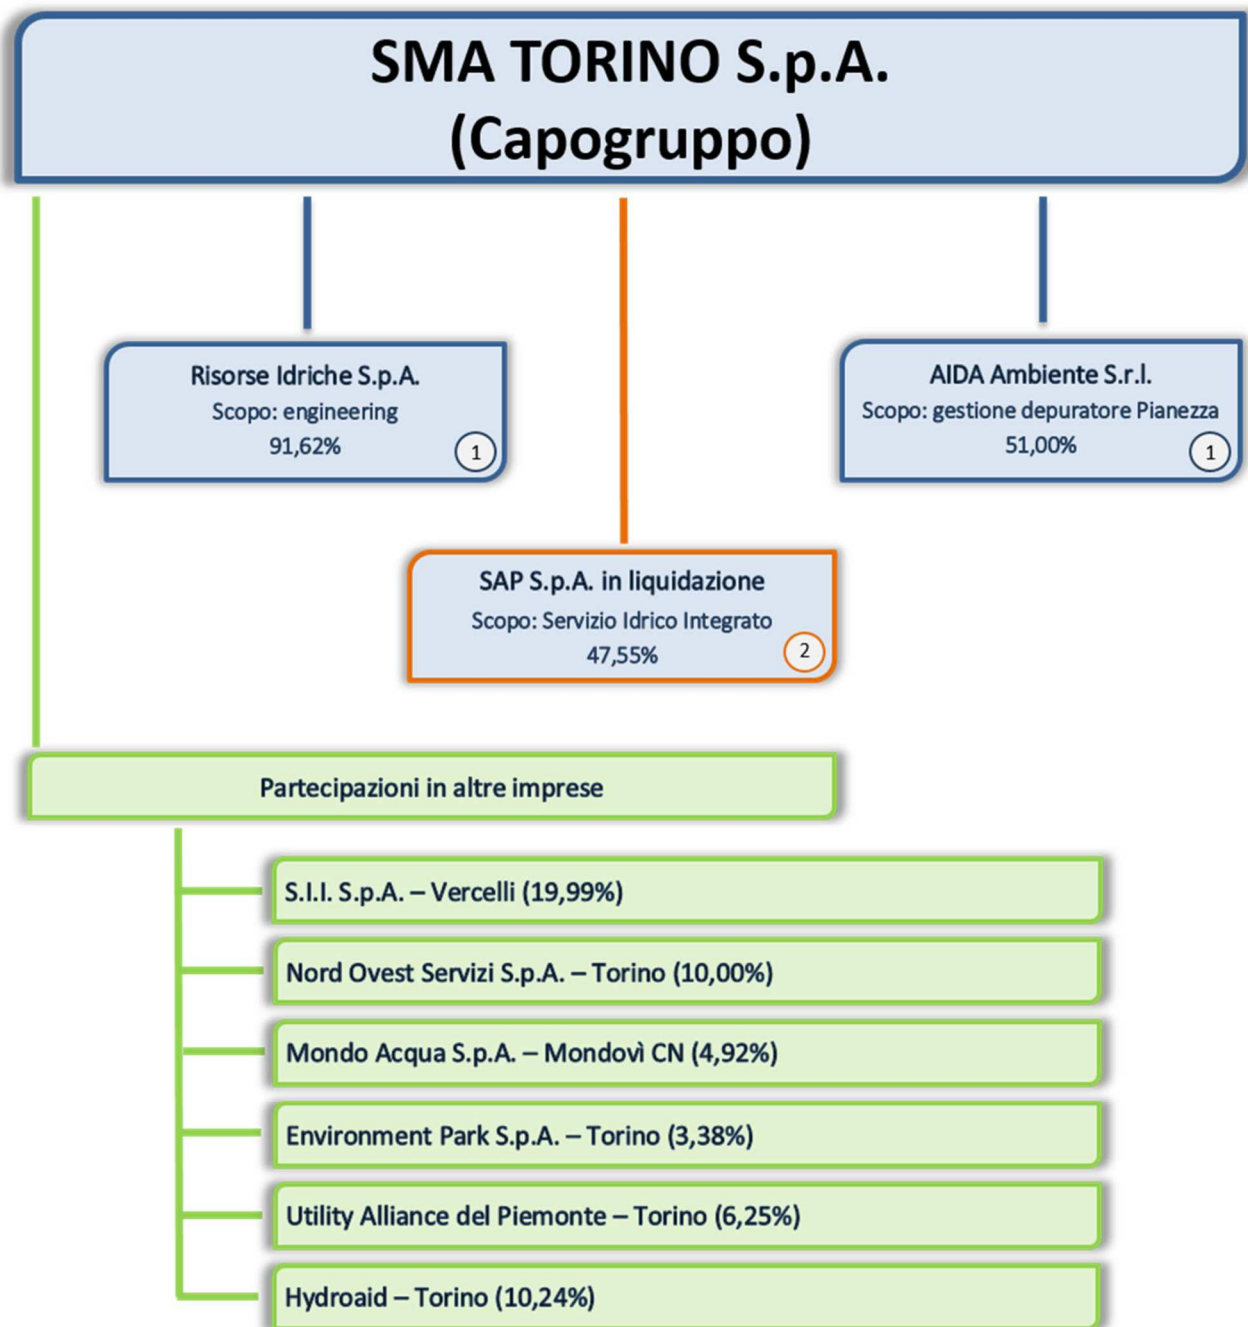 SMA TORINO S.p.A.
(Capogruppo)
Risorse Idriche S.p.A.
Scopo: engineering
91,62%
1
AIDA Ambiente S.r.l.
Scopo: gestione depuratore Pianezza
51,00%
1
SAP S.p.A. in liquidazione
Scopo: Servizio Idrico Integrato
47,55%
2
Partecipazioni in altre imprese
S.I.I. S.p.A. – Vercelli (19,99%)
Nord Ovest Servizi S.p.A. – Torino (10,00%)
Mondo Acqua S.p.A. – Mondovì CN (4,92%)
Environment Park S.p.A. – Torino (3,38%)
Utility Alliance del Piemonte – Torino (6,25%)
Hydroaid – Torino (10,24%)